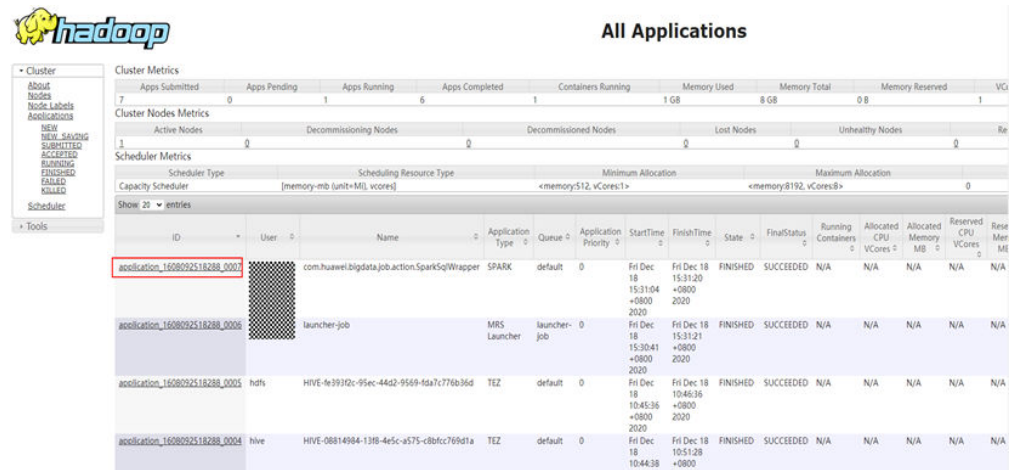 hadoop
All Applications
Cluster
About
Nodes
Node Labels
Applications
NEW
NEW_SAVING
SUBMITTED
ACCEPTED
RUNNING
FINISHED
FAILED
KILLED
Scheduler
Tools
Cluster Metrics
Apps Submitted Apps Pending Apps Running Apps Completed Containers Running Memory Used Memory Total Memory Reserved
7 0 1 6 1 1 GB 8 GB 0 B 1
Cluster Nodes Metrics
Active Nodes Decommissioning Nodes Decommissioned Nodes Lost Nodes Unhealthy Nodes Re
1 0 0 0 0 0
Scheduler Metrics
Scheduler Type Scheduling Resource Type Minimum Allocation Maximum Allocation
Capacity Scheduler [memory-mb (unit=Mi), vcores] <memory:512, vCores:1> <memory:8192, vCores:8> 0
Show 20 entries
ID User Name Application Type Queue Application Priority StartTime FinishTime State FinalStatus Running Containers Allocated CPU VCores Allocated Memory MB Reserved CPU VCores
application_1608092518288_0007 com.huawei.bigdata.job.action.SparkSqlWrapper SPARK default 0 Fri Dec 18 15:31:04 +0800 2020 Fri Dec 18 15:31:20 +0800 2020 FINISHED SUCCEEDED N/A N/A N/A N/A N/A
application_1608092518288_0006 launcher-job MRS Launcher launcher-job 0 Fri Dec 18 15:30:41 +0800 2020 Fri Dec 18 15:31:21 +0800 2020 FINISHED SUCCEEDED N/A N/A N/A N/A N/A
application_1608092518288_0005 hdfs HIVE-fe393f2c-95ec-44d2-9569-fda7c776b36d TEZ default 0 Fri Dec 18 10:45:36 +0800 2020 Fri Dec 18 10:46:36 +0800 2020 FINISHED SUCCEEDED N/A N/A N/A N/A N/A
application_1608092518288_0004 hive HIVE-08814984-13f8-4e5c-a575-c8bfcc769d1a TEZ default 0 Fri Dec 18 10:44:38 Fri Dec 18 10:51:28 +0800 FINISHED SUCCEEDED N/A N/A N/A N/A N/A